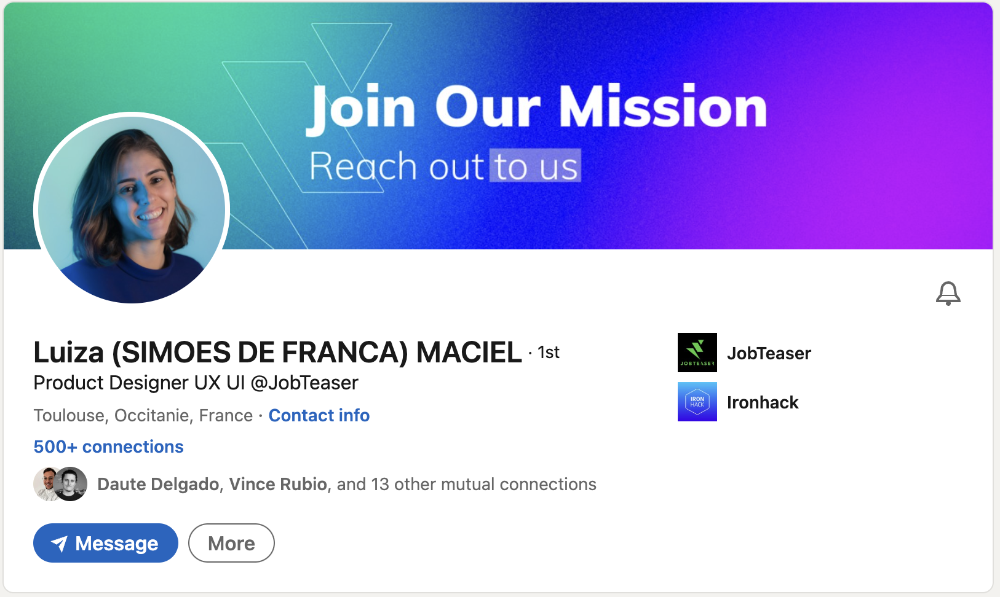 Join Our Mission
Reach out to us
Luiza (SIMOES DE FRANCA) MACIEL · 1st
Product Designer UX UI @JobTeaser
Toulouse, Occitanie, France · Contact info
500+ connections
Daute Delgado, Vince Rubio, and 13 other mutual connections
Message
More
JOBTEASER
JobTeaser
IRON
HACK
Ironhack